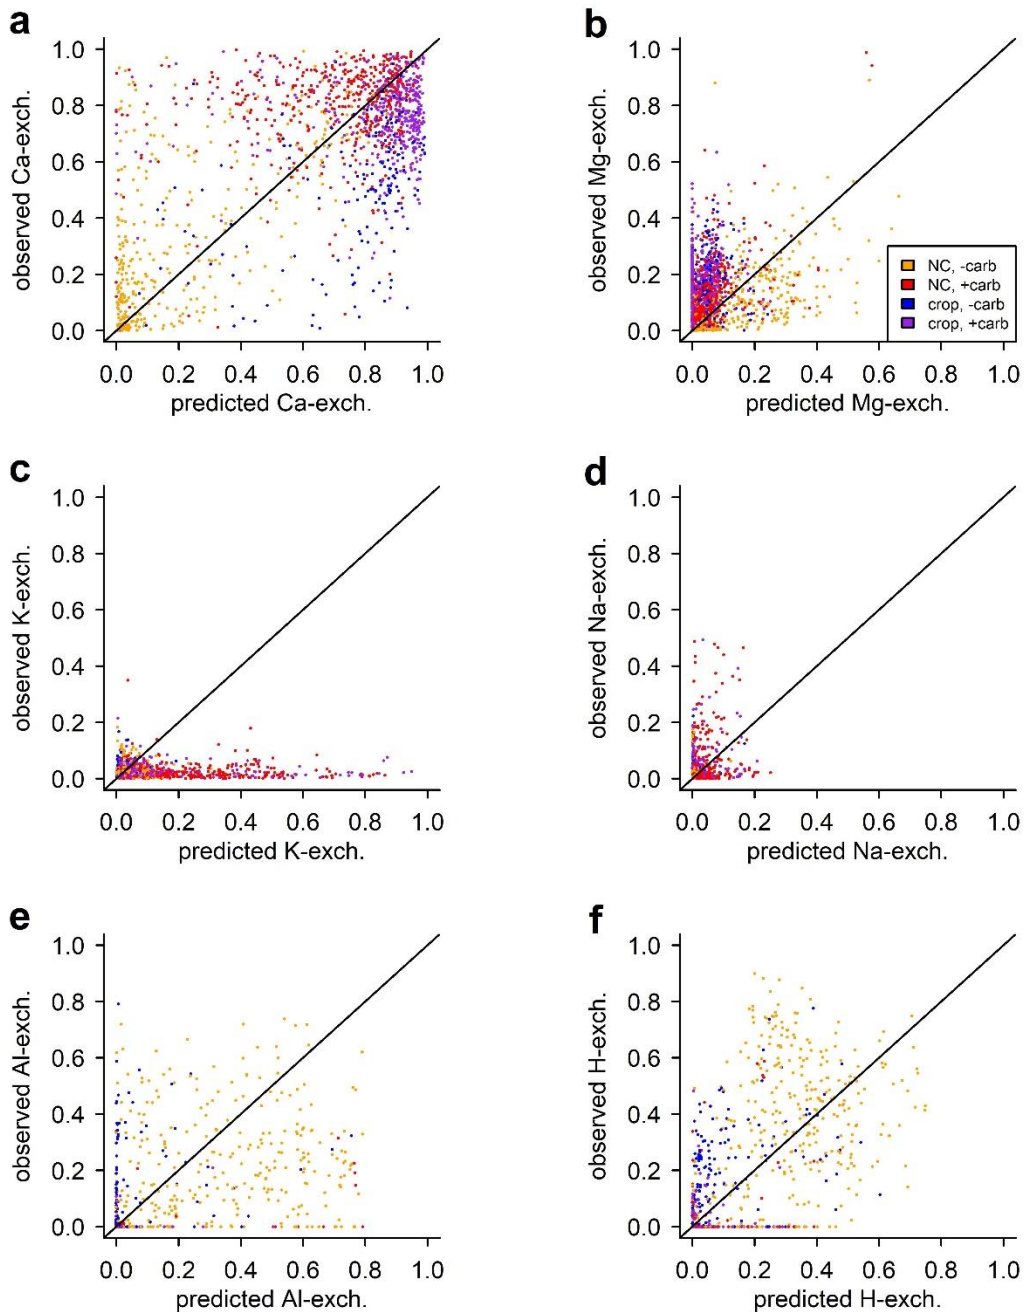 a
observed Ca-exch.
1.0
0.8
0.6
0.4
0.2
0.0
0.0 0.2 0.4 0.6 0.8 1.0
predicted Ca-exch.
b
observed Mg-exch.
1.0
0.8
0.6
0.4
0.2
0.0
NC, -carb
NC, +carb
crop, -carb
crop, +carb
0.0 0.2 0.4 0.6 0.8 1.0
predicted Mg-exch.
c
observed K-exch.
1.0
0.8
0.6
0.4
0.2
0.0
0.0 0.2 0.4 0.6 0.8 1.0
predicted K-exch.
d
observed Na-exch.
1.0
0.8
0.6
0.4
0.2
0.0
0.0 0.2 0.4 0.6 0.8 1.0
predicted Na-exch.
e
observed Al-exch.
1.0
0.8
0.6
0.4
0.2
0.0
0.0 0.2 0.4 0.6 0.8 1.0
predicted Al-exch.
f
observed H-exch.
1.0
0.8
0.6
0.4
0.2
0.0
0.0 0.2 0.4 0.6 0.8 1.0
predicted H-exch.